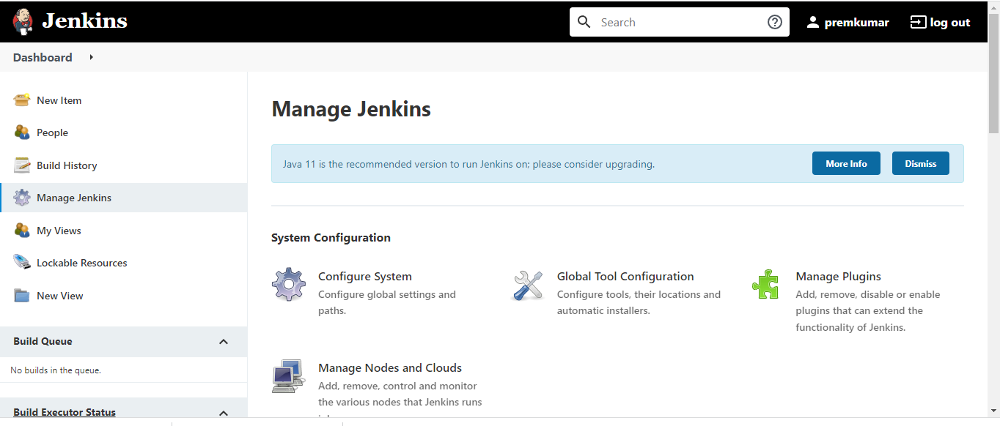 Jenkins
Search
premkumar
log out
Dashboard
New Item
People
Build History
Manage Jenkins
My Views
Lockable Resources
New View
Build Queue
No builds in the queue.
Build Executor Status
Manage Jenkins
Java 11 is the recommended version to run Jenkins on; please consider upgrading.
More Info
Dismiss
System Configuration
Configure System
Configure global settings and
paths.
Global Tool Configuration
Configure tools, their locations and
automatic installers.
Manage Plugins
Add, remove, disable or enable
plugins that can extend the
functionality of Jenkins.
Manage Nodes and Clouds
Add, remove, control and monitor
the various nodes that Jenkins runs